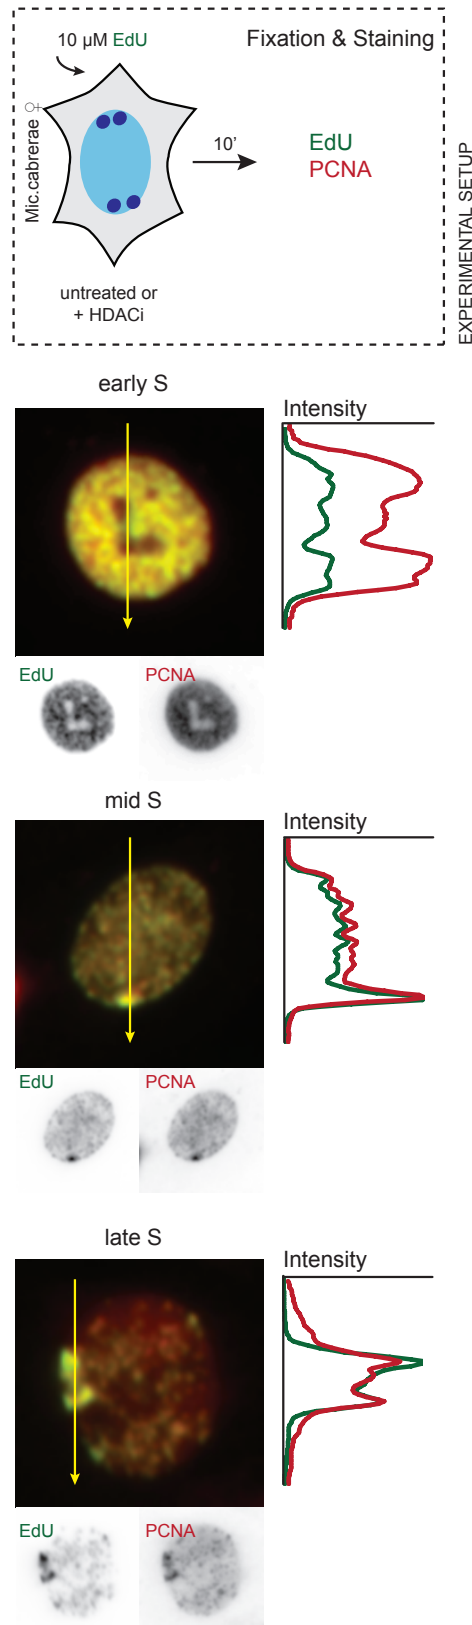 10 µM EdU
Fixation & Staining
Mic.cabrerae ♀
10'
EdU
PCNA
untreated or
+ HDACi
EXPERIMENTAL SETUP
early S
Intensity
EdU
PCNA
mid S
Intensity
EdU
PCNA
late S
Intensity
EdU
PCNA